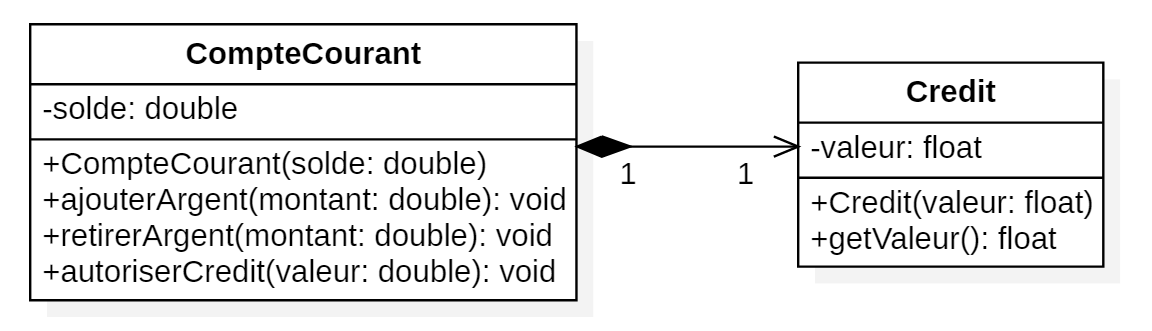 CompteCourant
-solde: double
+CompteCourant(solde: double)
+ajouterArgent(montant: double): void
+retirerArgent(montant: double): void
+autoriserCredit(valeur: double): void
1
1
Credit
-valeur: float
+Credit(valeur: float)
+getValeur(): float